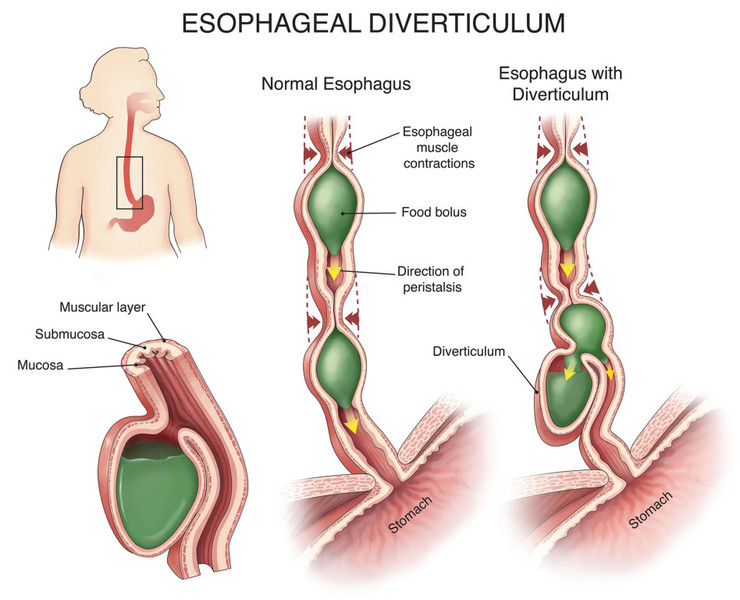 ESOPHAGEAL DIVERTICULUM
Normal Esophagus
Esophagus with
Diverticulum
Esophageal
muscle
contractions
Food bolus
Direction of
peristalsis
Muscular layer
Submucosa
Mucosa
Diverticulum
Stomach
Stomach